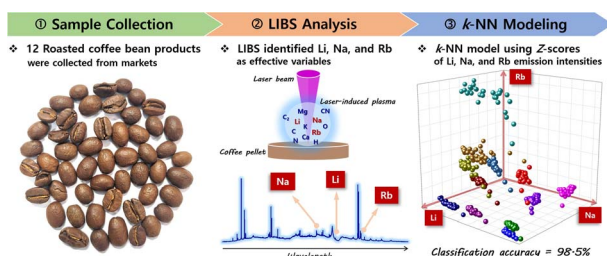 ① Sample Collection
② LIBS Analysis
③ k-NN Modeling
❖ 12 Roasted coffee bean products
were collected from markets
❖ LIBS identified Li, Na, and Rb
as effective variables
❖ k-NN model using Z-scores
of Li, Na, and Rb emission intensities
Laser beam
Laser-induced plasma
Mg
CN
C₂
Li
Na
K
O
C
Rb
Ca
N
H
Coffee pellet
Na
Li
Rb
Wavelength
Rb
Li
Na
Classification accuracy = 98.5%